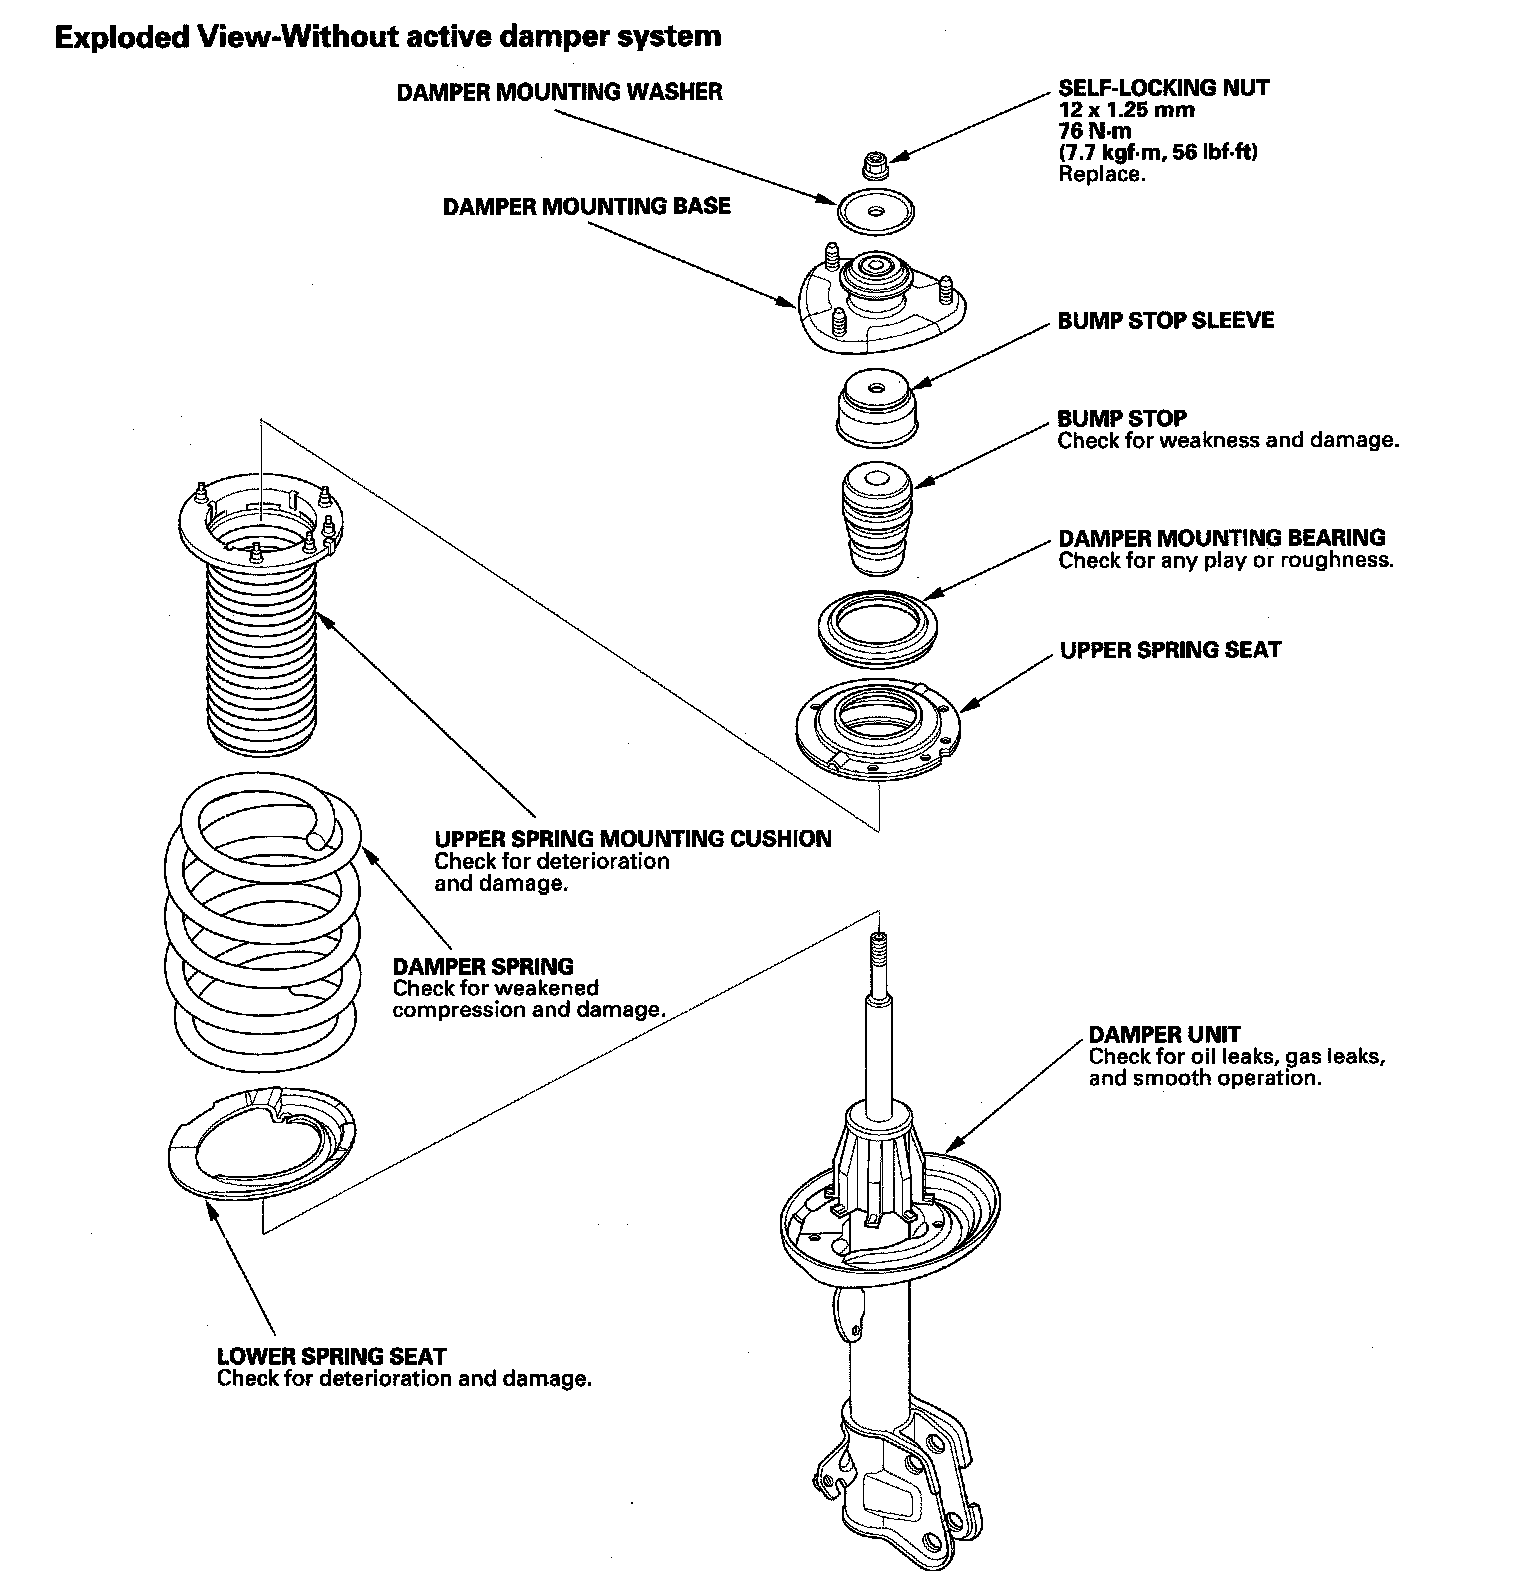 Exploded View-Without active damper system
DAMPER MOUNTING WASHER
SELF-LOCKING NUT
12 x 1.25 mm
76 N·m
(7.7 kgf·m, 56 lbf·ft)
Replace.
DAMPER MOUNTING BASE
BUMP STOP SLEEVE
BUMP STOP
Check for weakness and damage.
DAMPER MOUNTING BEARING
Check for any play or roughness.
UPPER SPRING SEAT
UPPER SPRING MOUNTING CUSHION
Check for deterioration
and damage.
DAMPER SPRING
Check for weakened
compression and damage.
DAMPER UNIT
Check for oil leaks, gas leaks,
and smooth operation.
LOWER SPRING SEAT
Check for deterioration and damage.